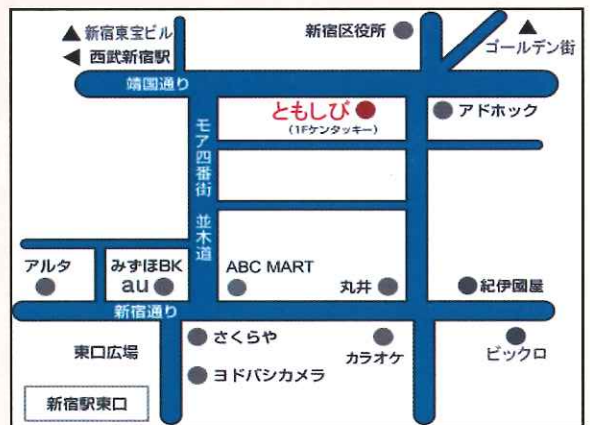 ▲ 新宿東宝ビル
◀ 西武新宿駅
新宿区役所
▲
ゴールデン街
靖国通り
ともしび
(1Fケンタッキー)
アドホック
モア四番街 並木道
アルタ
みずほBK
au
ABC MART
丸井
紀伊國屋
新宿通り
さくらや
東口広場
カラオケ
ビックロ
ヨドバシカメラ
新宿駅東口